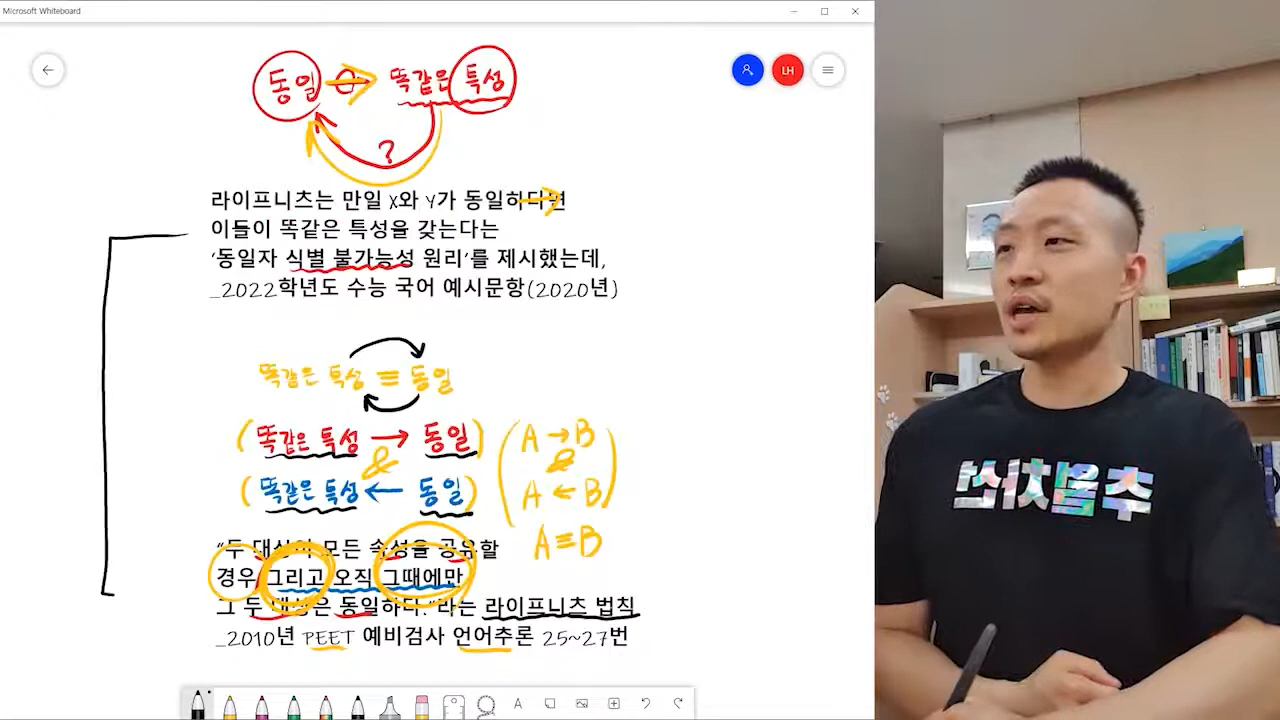 Microsoft Whiteboard
LH
동일 → 똑같은 특성
?
라이프니츠는 만일 X와 Y가 동일하다면
이들이 똑같은 특성을 갖는다는
'동일자 식별 불가능성 원리'를 제시했는데,
_2022학년도 수능 국어 예시문항(2020년)
똑같은 특성 ≡ 동일
(똑같은 특성 → 동일)
&
(똑같은 특성 ← 동일)
(A → B
&
A ← B)
A ≡ B
"두 대상이 모든 속성을 공유할
경우 그리고 오직 그때에만
그 두 대상은 동일하다."라는 라이프니츠 법칙
_2010년 PEET 예비검사 언어추론 25~27번
A